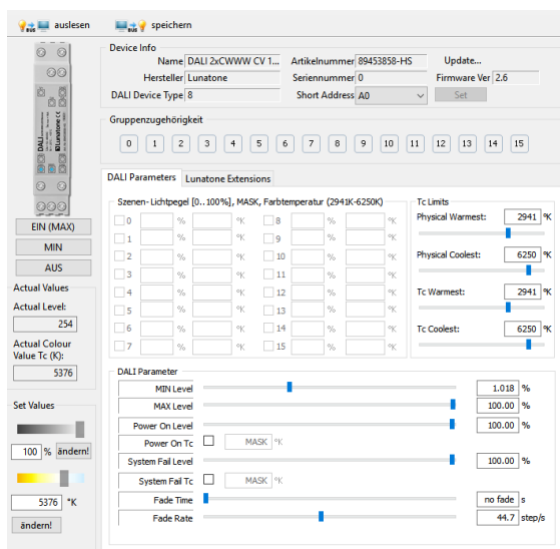 auslesen speichern
Device Info
Name DALI 2xCWWW CV 1... Artikelnummer 89453858-HS Update...
Hersteller Lunatone Seriennummer 0 Firmware Ver 2.6
DALI Device Type 8 Short Address A0 Set
Gruppenzugehörigkeit
0 1 2 3 4 5 6 7 8 9 10 11 12 13 14 15
DALI Parameters Lunatone Extensions
Szenen- Lichtpegel [0..100%], MASK, Farbtemperatur (2941K-6250K)
0 % °K 8 % °K
1 % °K 9 % °K
2 % °K 10 % °K
3 % °K 11 % °K
4 % °K 12 % °K
5 % °K 13 % °K
6 % °K 14 % °K
7 % °K 15 % °K
Tc Limits
Physical Warmest: 2941 °K
Physical Coolest: 6250 °K
Tc Warmest: 2941 °K
Tc Coolest: 6250 °K
DALI Parameter
MIN Level 1.018 %
MAX Level 100.00 %
Power On Level 100.00 %
Power On Tc MASK °K
System Fail Level 100.00 %
System Fail Tc MASK °K
Fade Time no fade s
Fade Rate 44.7 step/s
DALI
Lunatone
EIN (MAX)
MIN
AUS
Actual Values
Actual Level:
254
Actual Colour
Value Tc (K):
5376
Set Values
100 % ändern!
5376 °K
ändern!